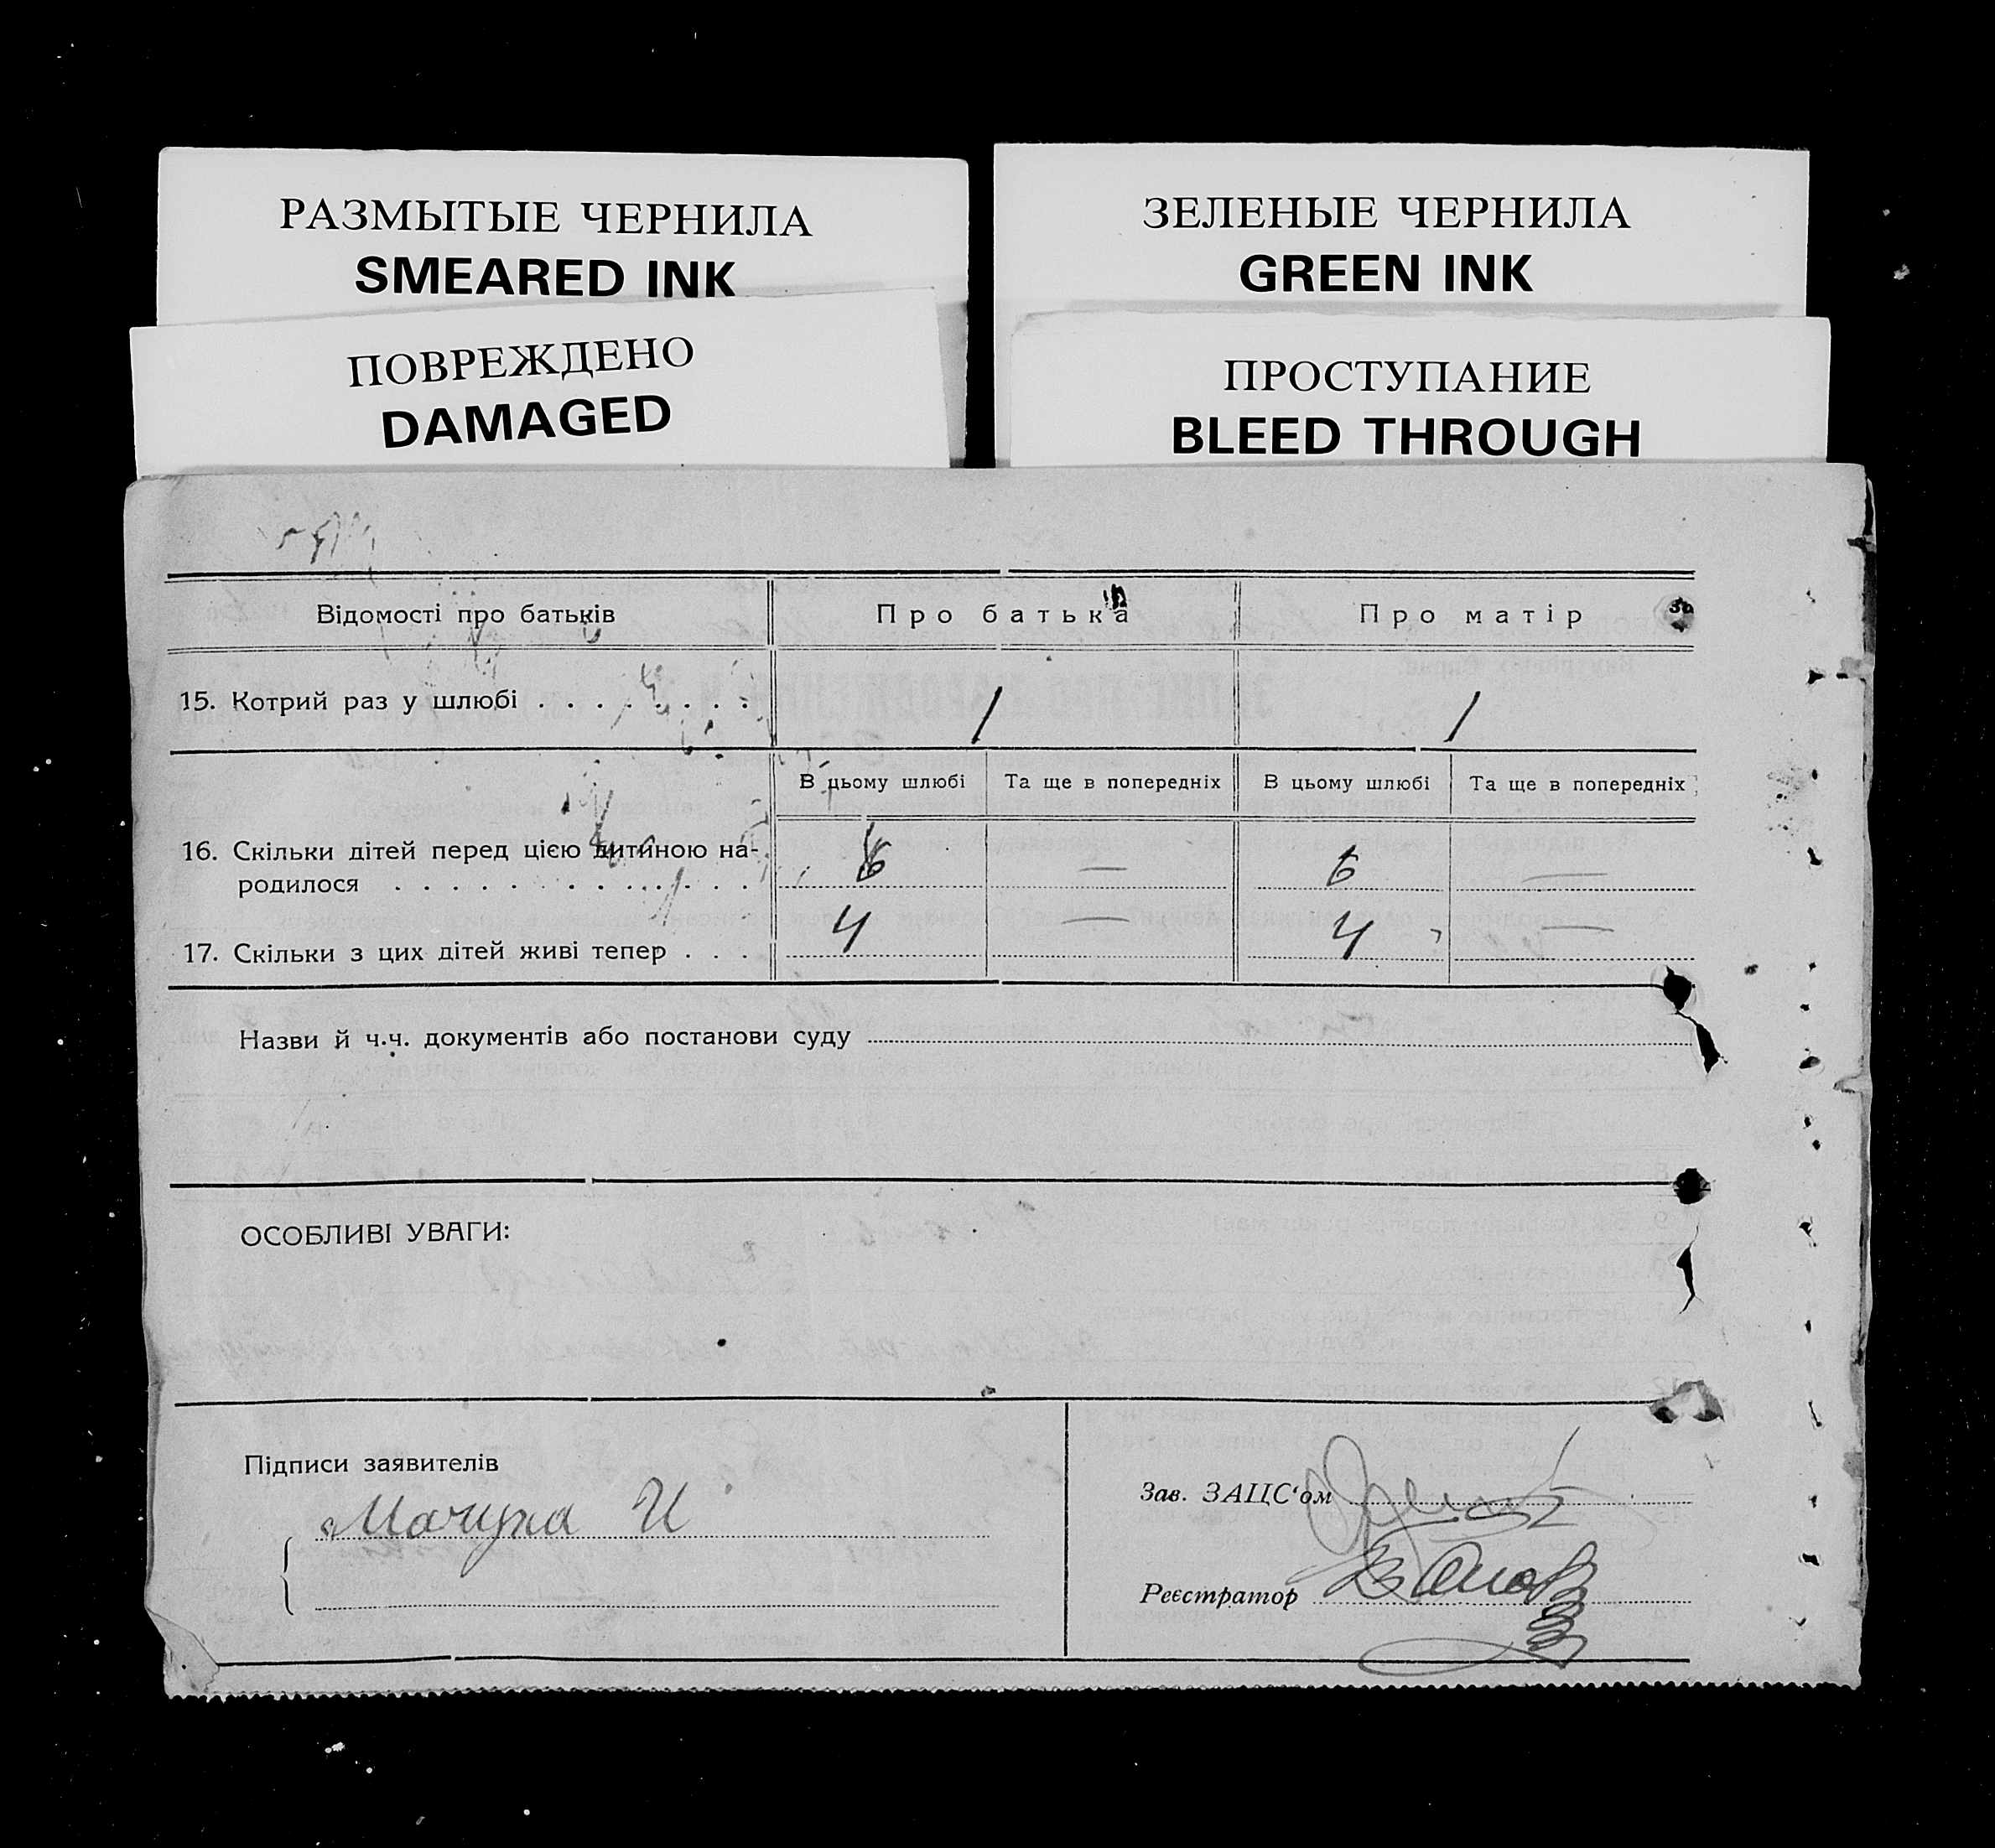 РАЗМЫТЫЕ ЧЕРНИЛА
SMEARED INK
ЗЕЛЕНЫЕ ЧЕРНИЛА
GREEN INK
ПОВРЕЖДЕНО
DAMAGED
ПРОСТУПАНИЕ
BLEED THROUGH
Відомості про батьків Про батька Про матір
15. Котрий раз у шлюбі . . . . . . . . 1 1
В цьому шлюбі Та ще в попередніх В цьому шлюбі Та ще в попередніх
16. Скільки дітей перед цією дитиною на-
родилося . . . . . . . . . . . . 6 — 6 —
17. Скільки з цих дітей живі тепер . . . 4 — 4 —
Назви й ч.ч. документів або постанови суду
ОСОБЛИВІ УВАГИ:
Підписи заявителів
Мачуха И
Зав. ЗАЦС‘ом
Реєстратор